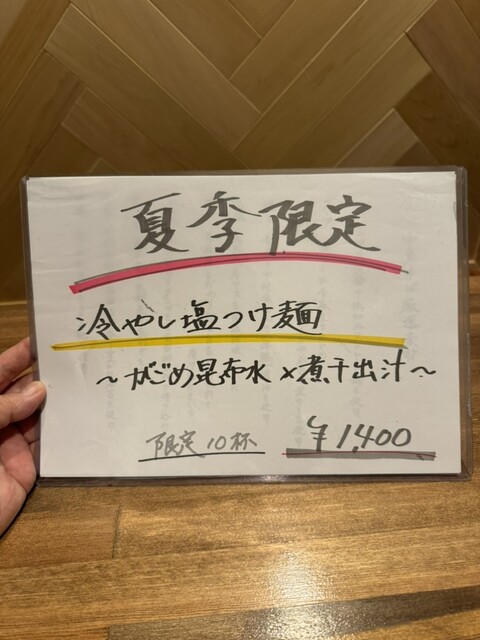 夏季限定
冷やし塩つけ麺
～がごめ昆布水×煮干出汁～
限定10杯 ¥1,400